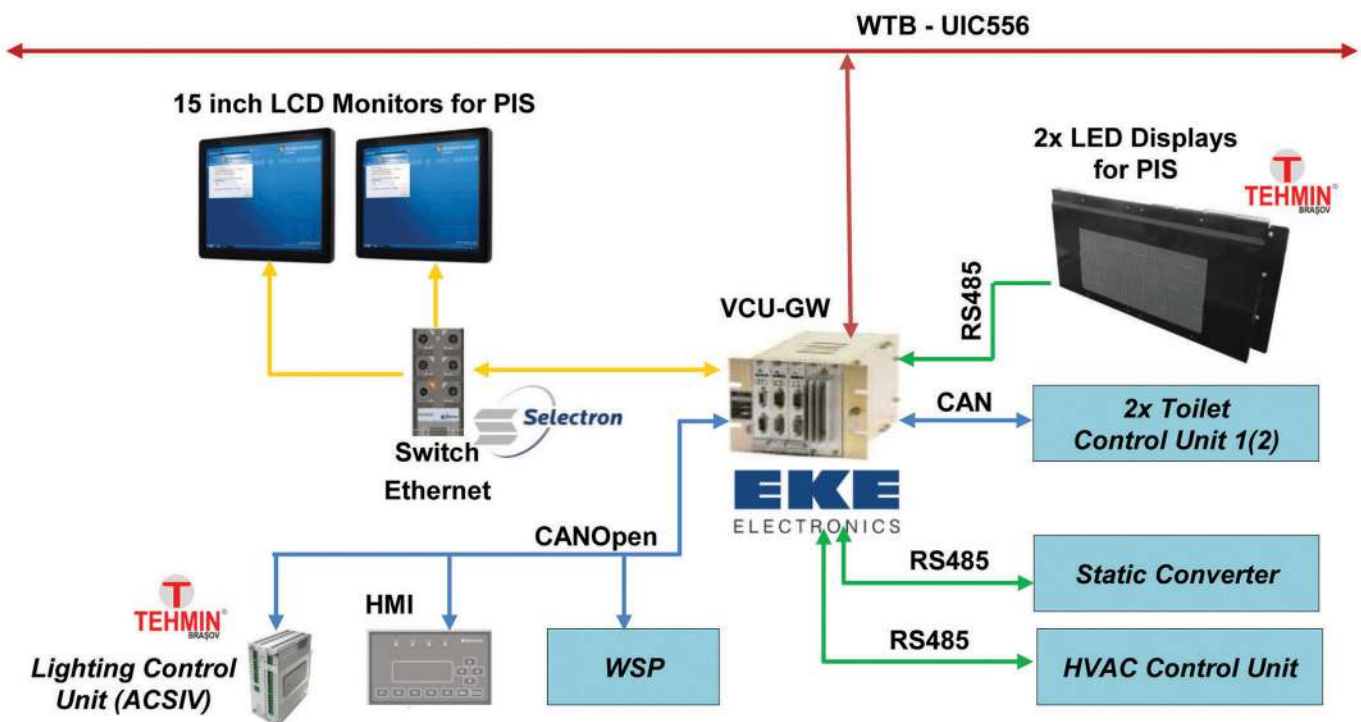 WTB - UIC556
15 inch LCD Monitors for PIS
2x LED Displays
for PIS
T
TEHMIN®
BRAŞOV
RS485
VCU-GW
CAN
2x Toilet
Control Unit 1(2)
Selectron
Switch
Ethernet
EKE
ELECTRONICS
CANOpen
RS485
Static Converter
T
TEHMIN®
BRAŞOV
HMI
WSP
RS485
HVAC Control Unit
Lighting Control
Unit (ACSIV)